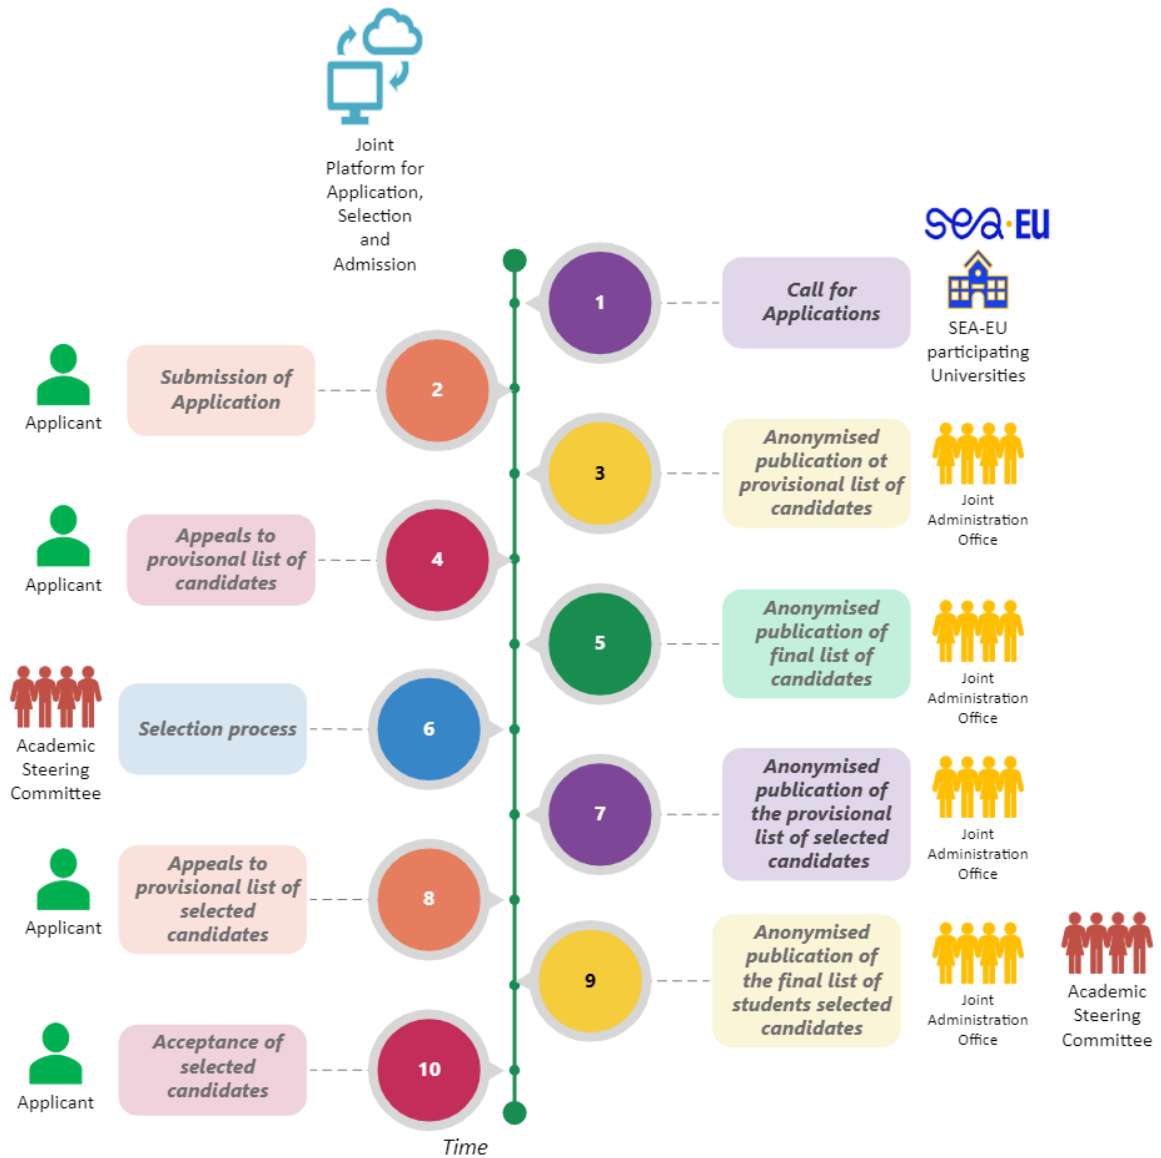 Joint
Platform for
Application,
Selection
and
Admission
sea·EU
1
Call for
Applications
SEA-EU
participating
Universities
Applicant
Submission of
Application
2
3
Anonymised
publication ot
provisional list of
candidates
Joint
Administration
Office
Applicant
Appeals to
provisonal list of
candidates
4
5
Anonymised
publication of
final list of
candidates
Joint
Administration
Office
Academic
Steering
Committee
Selection process
6
7
Anonymised
publication of
the provisional
list of selected
candidates
Joint
Administration
Office
Applicant
Appeals to
provisional list of
selected
candidates
8
9
Anonymised
publication of
the final list of
students selected
candidates
Joint
Administration
Office
Academic
Steering
Committee
Applicant
Acceptance of
selected
candidates
10
Time